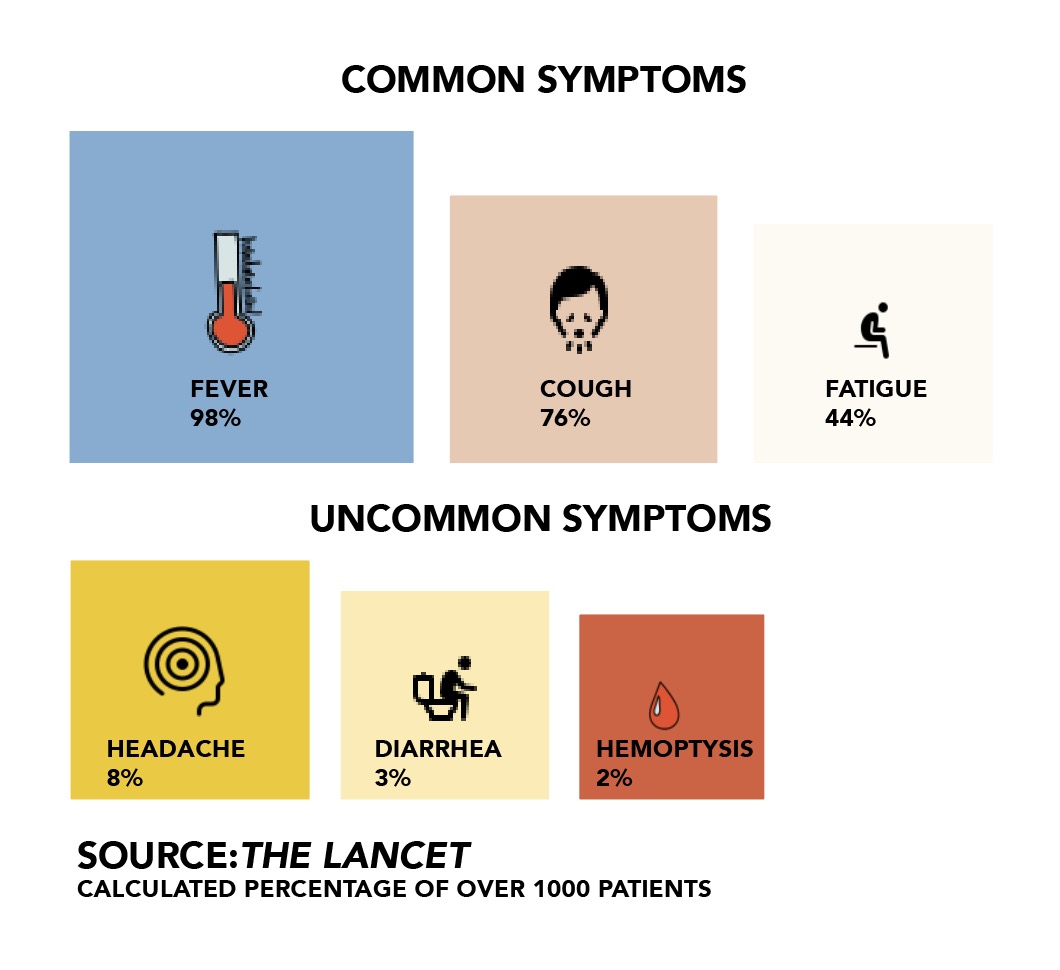 COMMON SYMPTOMS
FEVER
98%
COUGH
76%
FATIGUE
44%
UNCOMMON SYMPTOMS
HEADACHE
8%
DIARRHEA
3%
HEMOPTYSIS
2%
SOURCE:THE LANCET
CALCULATED PERCENTAGE OF OVER 1000 PATIENTS